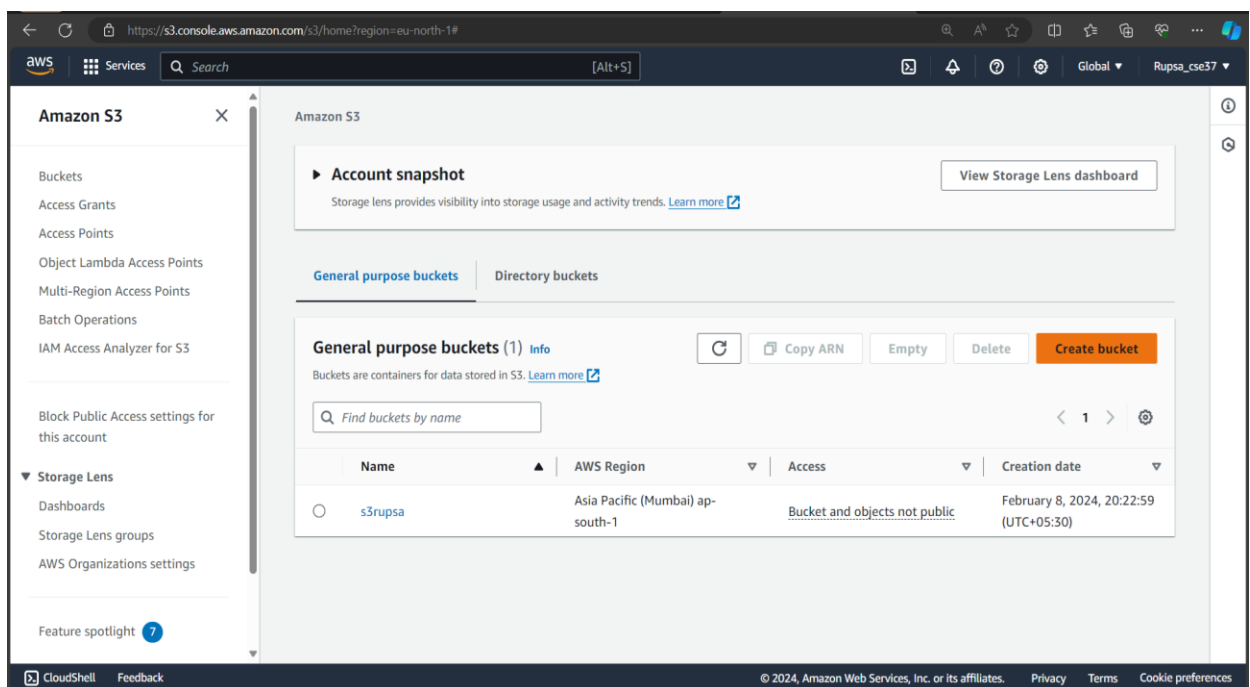 https://s3.console.aws.amazon.com/s3/home?region=eu-north-1#
aws Services Search [Alt+S] Global Rupsa_cse37
Amazon S3
Buckets
Access Grants
Access Points
Object Lambda Access Points
Multi-Region Access Points
Batch Operations
IAM Access Analyzer for S3
Block Public Access settings for
this account
Storage Lens
Dashboards
Storage Lens groups
AWS Organizations settings
Feature spotlight 7
Amazon S3
Account snapshot
View Storage Lens dashboard
Storage lens provides visibility into storage usage and activity trends. Learn more
General purpose buckets Directory buckets
General purpose buckets (1) Info
Copy ARN Empty Delete Create bucket
Buckets are containers for data stored in S3. Learn more
Find buckets by name
1
Name AWS Region Access Creation date
s3rupsa
Asia Pacific (Mumbai) ap-
south-1
Bucket and objects not public
February 8, 2024, 20:22:59
(UTC+05:30)
CloudShell Feedback © 2024, Amazon Web Services, Inc. or its affiliates. Privacy Terms Cookie preferences